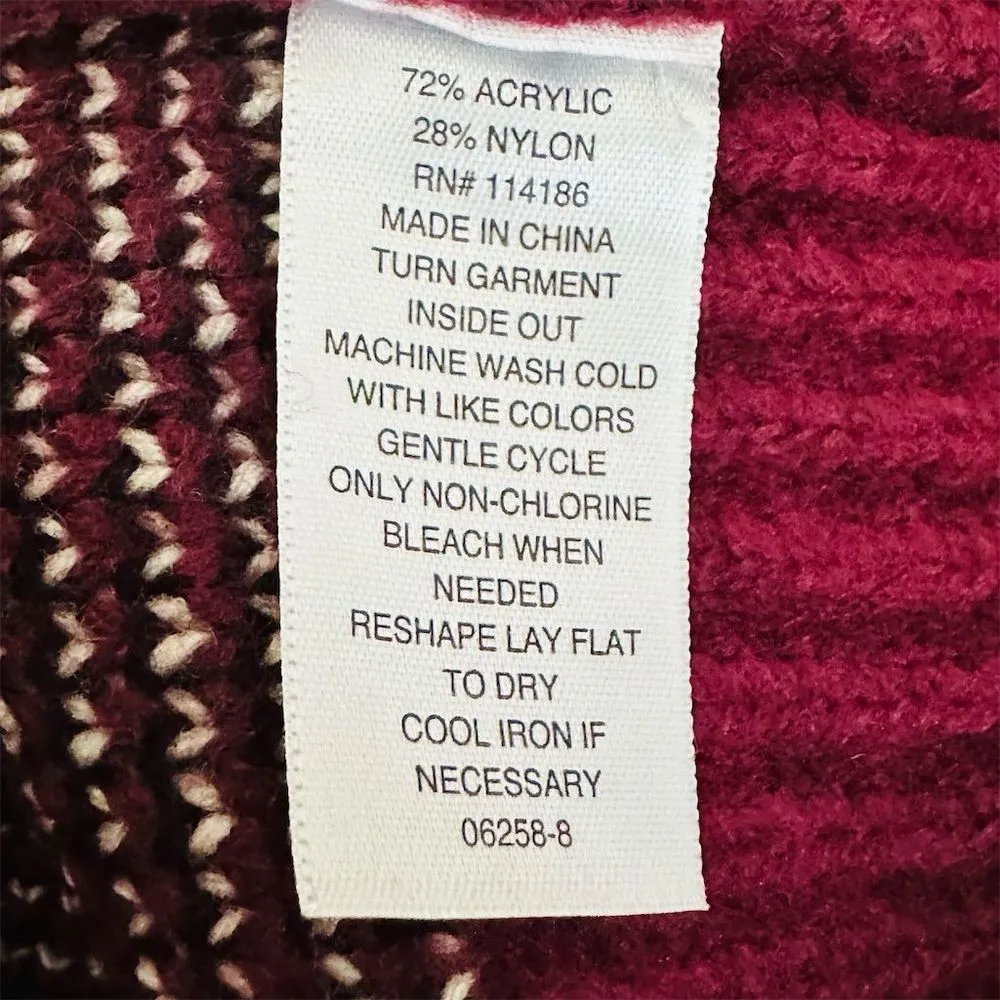 72% ACRYLIC
28% NYLON
RN# 114186
MADE IN CHINA
TURN GARMENT
INSIDE OUT
MACHINE WASH COLD
WITH LIKE COLORS
GENTLE CYCLE
ONLY NON-CHLORINE
BLEACH WHEN
NEEDED
RESHAPE LAY FLAT
TO DRY
COOL IRON IF
NECESSARY
06258-8